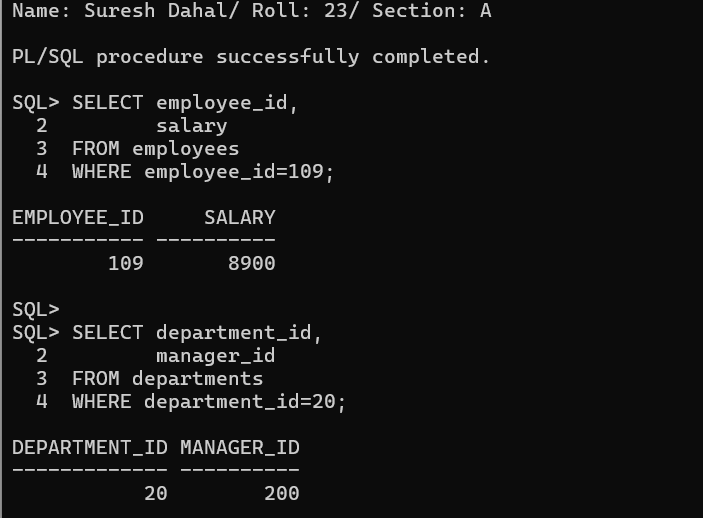 Name: Suresh Dahal/ Roll: 23/ Section: A
PL/SQL procedure successfully completed.
SQL> SELECT employee_id,
  2         salary
  3  FROM employees
  4  WHERE employee_id=109;
EMPLOYEE_ID     SALARY
----------- ----------
        109       8900
SQL>
SQL> SELECT department_id,
  2         manager_id
  3  FROM departments
  4  WHERE department_id=20;
DEPARTMENT_ID MANAGER_ID
------------- ----------
           20        200